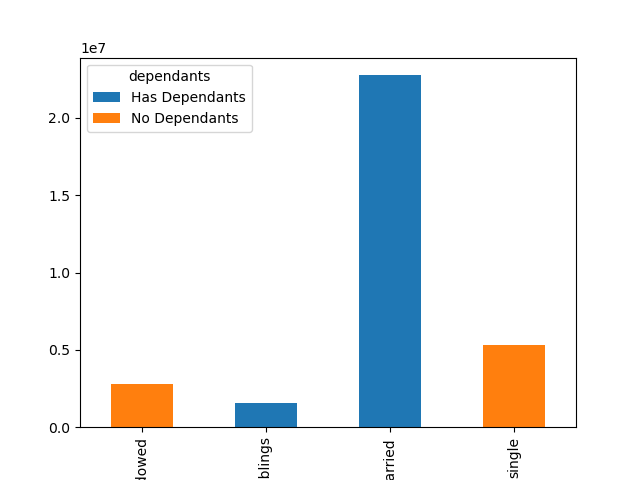 1e7
dependants
Has Dependants
No Dependants
2.0
1.5
1.0
0.5
0.0
dowed
blings
arried
single